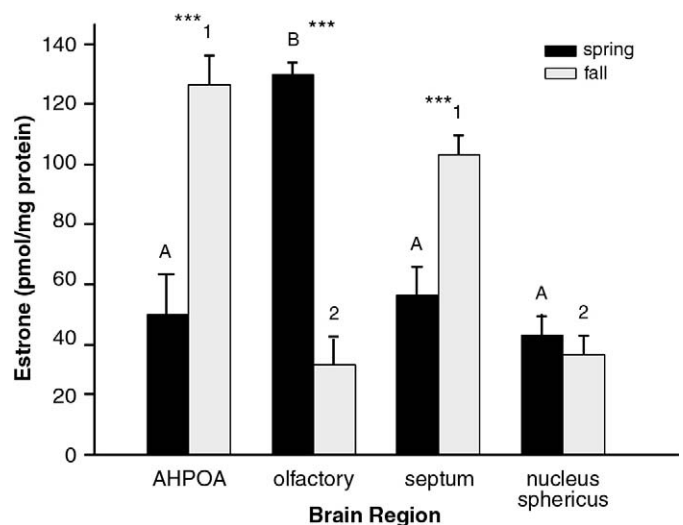 *** 1
B ***
140
spring
fall
120
*** 1
100
80
A
A
60
2
A
2
40
20
0
Estrone (pmol/mg protein)
AHPOA
olfactory
septum
nucleus
sphericus
Brain Region